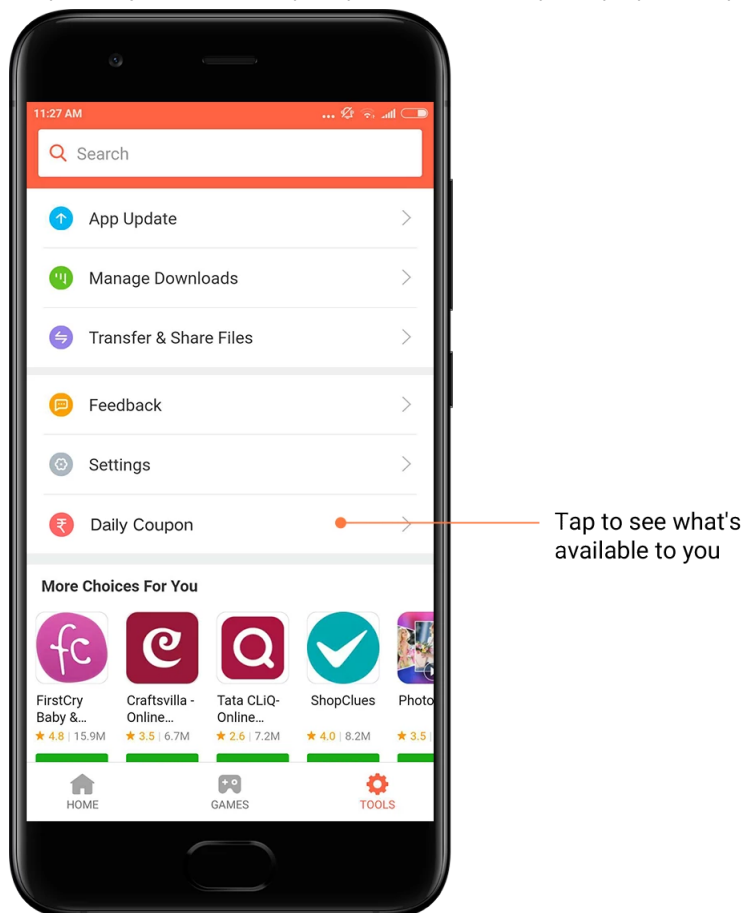 11:27 AM
Search
App Update
Manage Downloads
Transfer & Share Files
Feedback
Settings
Daily Coupon
Tap to see what's
available to you
More Choices For You
fc
FirstCry
Baby &...
★ 4.8 | 15.9M
Craftsvilla -
Online...
★ 3.5 | 6.7M
Tata CLiQ-
Online...
★ 2.6 | 7.2M
ShopClues
★ 4.0 | 8.2M
Photo
★ 3.5 |
HOME
GAMES
TOOLS